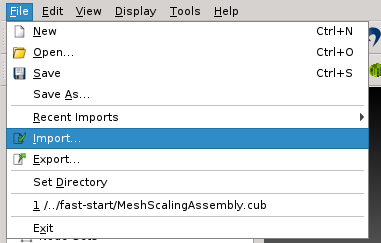 File Edit View Display Tools Help
New Ctrl+N
Open... Ctrl+O
Save Ctrl+S
Save As...
Recent Imports
Import...
Export...
Set Directory
1 /../fast-start/MeshScalingAssembly.cub
Exit